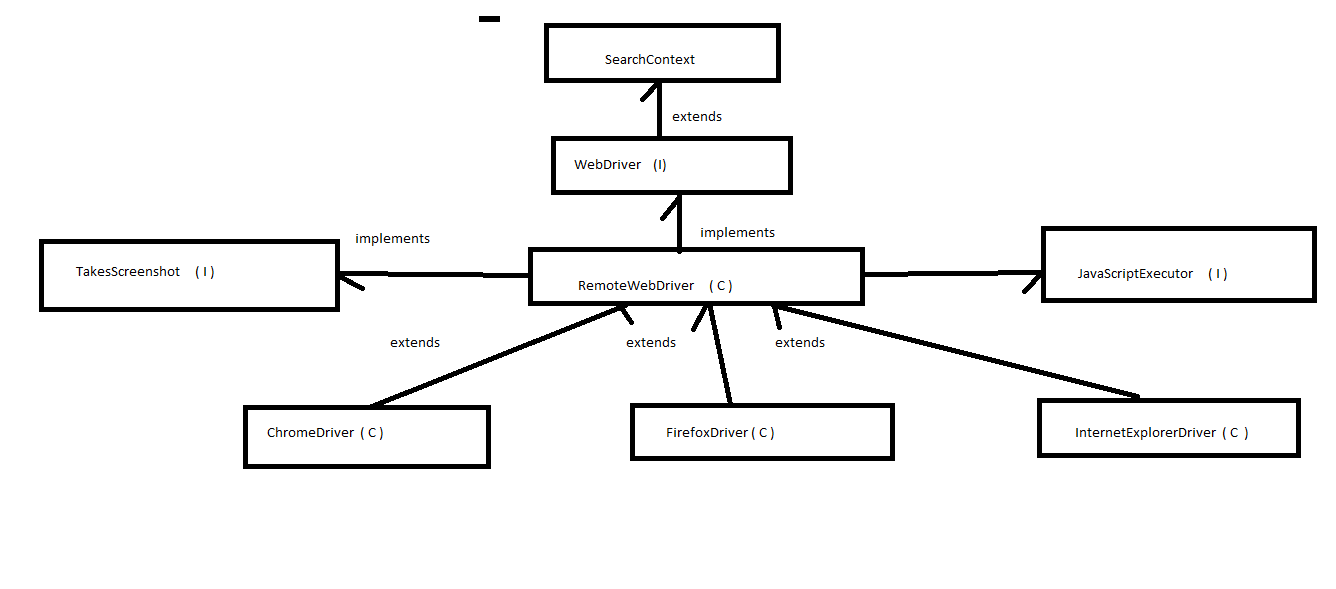 SearchContext
extends
WebDriver (I)
implements
implements
TakesScreenshot ( I )
RemoteWebDriver ( C )
JavaScriptExecutor ( I )
extends
extends
extends
ChromeDriver ( C )
FirefoxDriver ( C )
InternetExplorerDriver ( C )